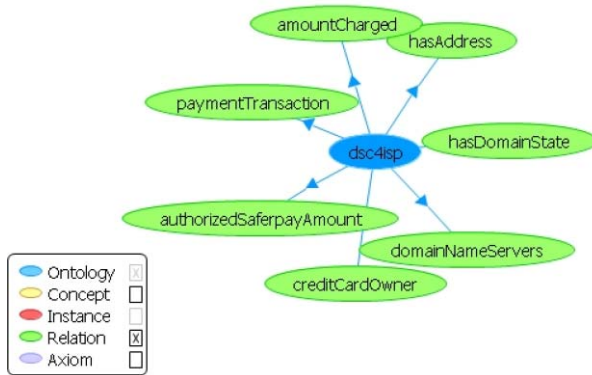 amountCharged
hasAddress
paymentTransaction
hasDomainState
dsc4isp
authorizedSaferpayAmount
domainNameServers
creditCardOwner
Ontology x
Concept
Instance
Relation x
Axiom